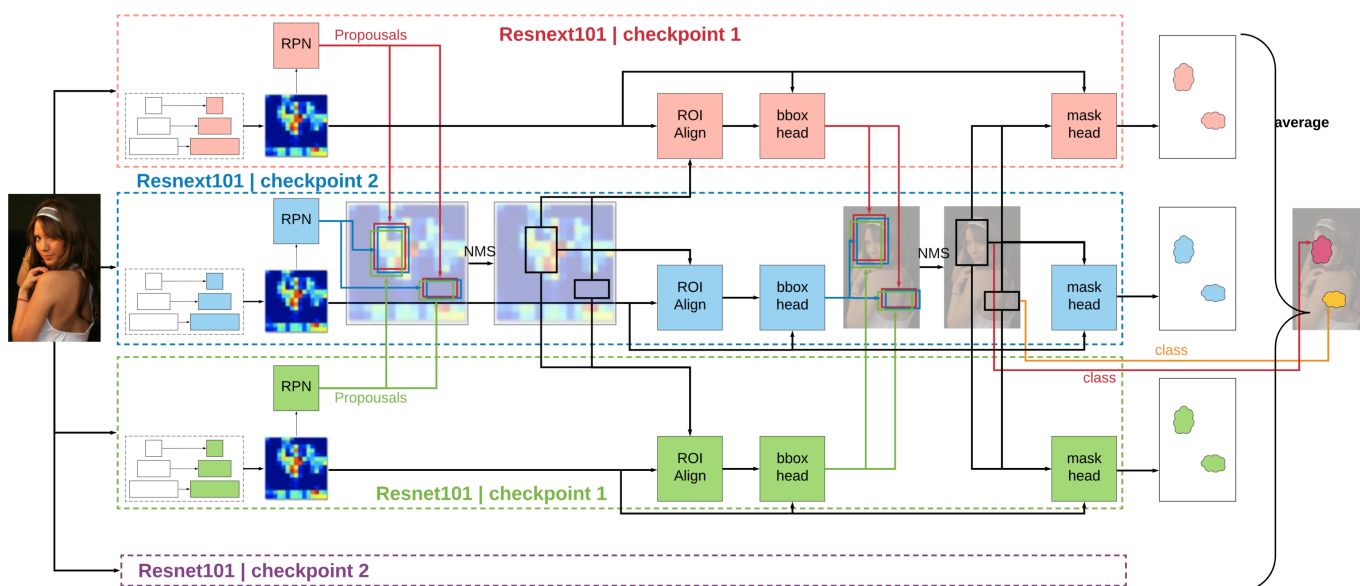 Resnext101 | checkpoint 1
RPN
Propousals
ROI
Align
bbox
head
mask
head
average
Resnext101 | checkpoint 2
RPN
NMS
ROI
Align
bbox
head
NMS
mask
head
class
class
RPN
Propousals
ROI
Align
bbox
head
mask
head
Resnet101 | checkpoint 1
Resnet101 | checkpoint 2